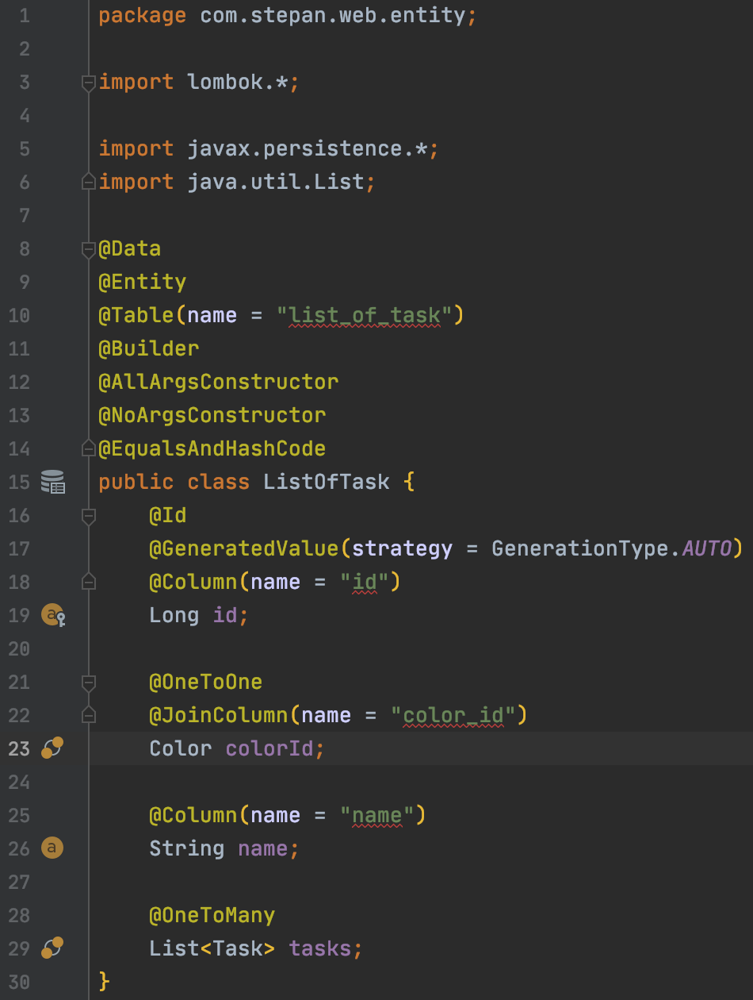 1 package com.stepan.web.entity;
2
3 import lombok.*;
4
5 import javax.persistence.*;
6 import java.util.List;
7
8 @Data
9 @Entity
10 @Table(name = "list_of_task")
11 @Builder
12 @AllArgsConstructor
13 @NoArgsConstructor
14 @EqualsAndHashCode
15 public class ListOfTask {
16 @Id
17 @GeneratedValue(strategy = GenerationType.AUTO)
18 @Column(name = "id")
19 a Long id;
20
21 @OneToOne
22 @JoinColumn(name = "color_id")
23 Color colorId;
24
25 @Column(name = "name")
26 a String name;
27
28 @OneToMany
29 List<Task> tasks;
30 }